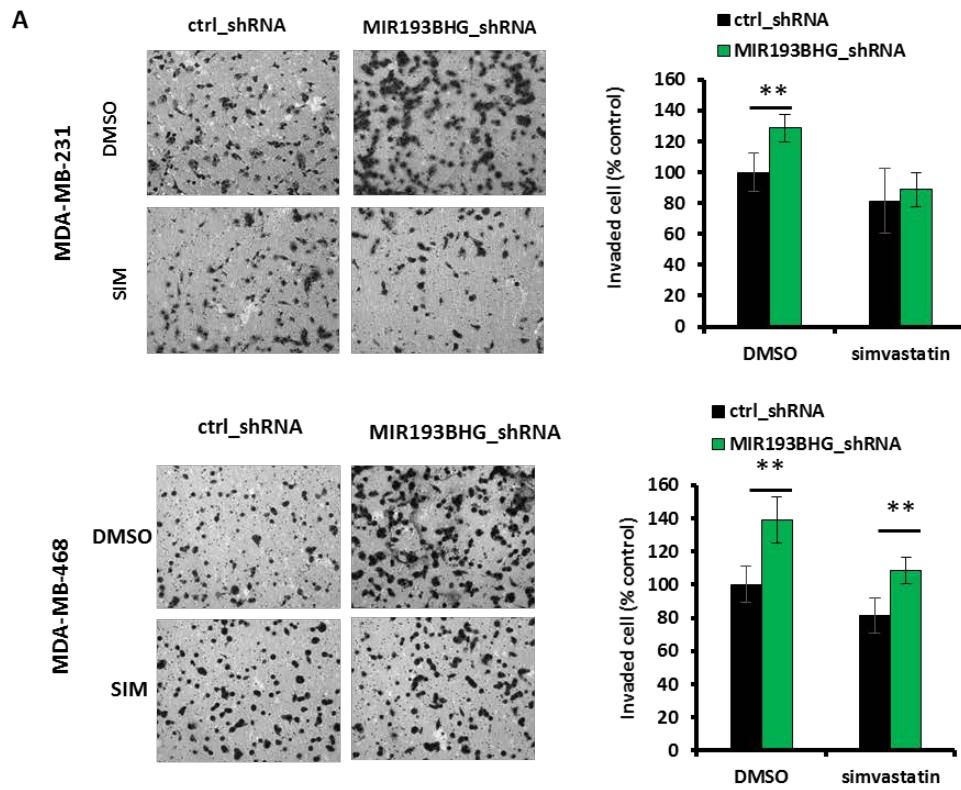 A
ctrl_shRNA MIR193BHG_shRNA
MDA-MB-231
DMSO
SIM
ctrl_shRNA
MIR193BHG_shRNA
Invaded cell (% control)
160
140
120
100
80
60
40
20
0
**
DMSO simvastatin
ctrl_shRNA MIR193BHG_shRNA
MDA-MB-468
DMSO
SIM
ctrl_shRNA
MIR193BHG_shRNA
Invaded cell (% control)
160
140
120
100
80
60
40
20
0
**
**
DMSO simvastatin